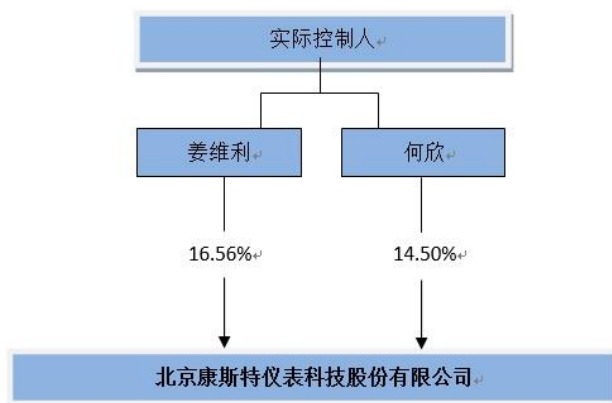 实际控制人
姜维利
何欣
16.56%
14.50%
北京康斯特仪表科技股份有限公司